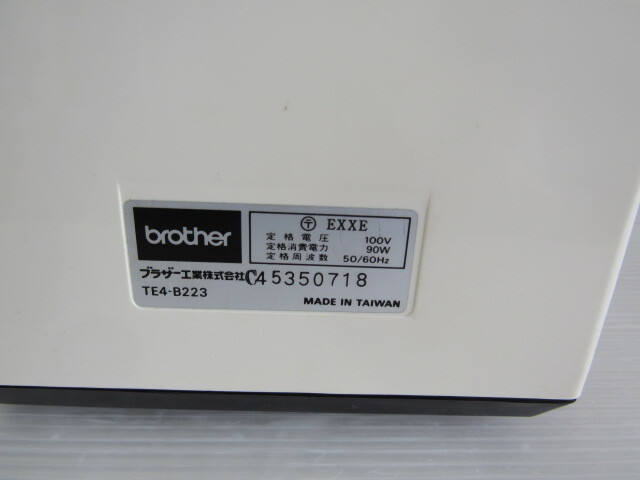 brother
〶 EXXE
定格電圧 100V
定格消費電力 90W
定格周波数 50/60Hz
ブラザー工業株式会社 C45350718
TE4-B223
MADE IN TAIWAN